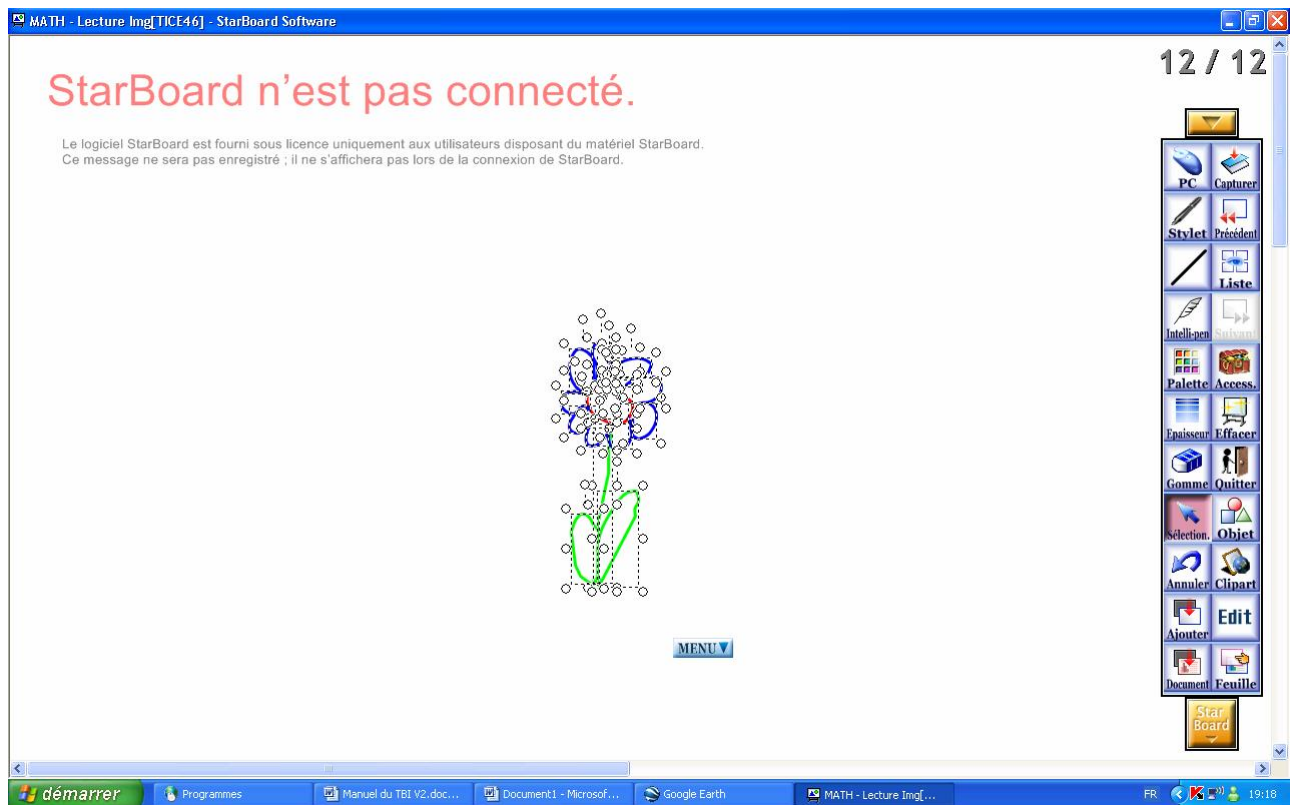 MATH - Lecture Img[TICE46] - StarBoard Software
12 / 12
StarBoard n'est pas connecté.
Le logiciel StarBoard est fourni sous licence uniquement aux utilisateurs disposant du matériel StarBoard.
Ce message ne sera pas enregistré ; il ne s'affichera pas lors de la connexion de StarBoard.
PC Capturer
Stylet Précédent
Liste
Intelli-pen Suivant
Palette Access.
Epaisseur Effacer
Gomme Quitter
Sélection. Objet
Annuler Clipart
Ajouter Edit
Document Feuille
Star
Board
MENU
démarrer Programmes Manuel du TBI V2.doc... Document1 - Microsof... Google Earth MATH - Lecture Img[... FR K 19:18